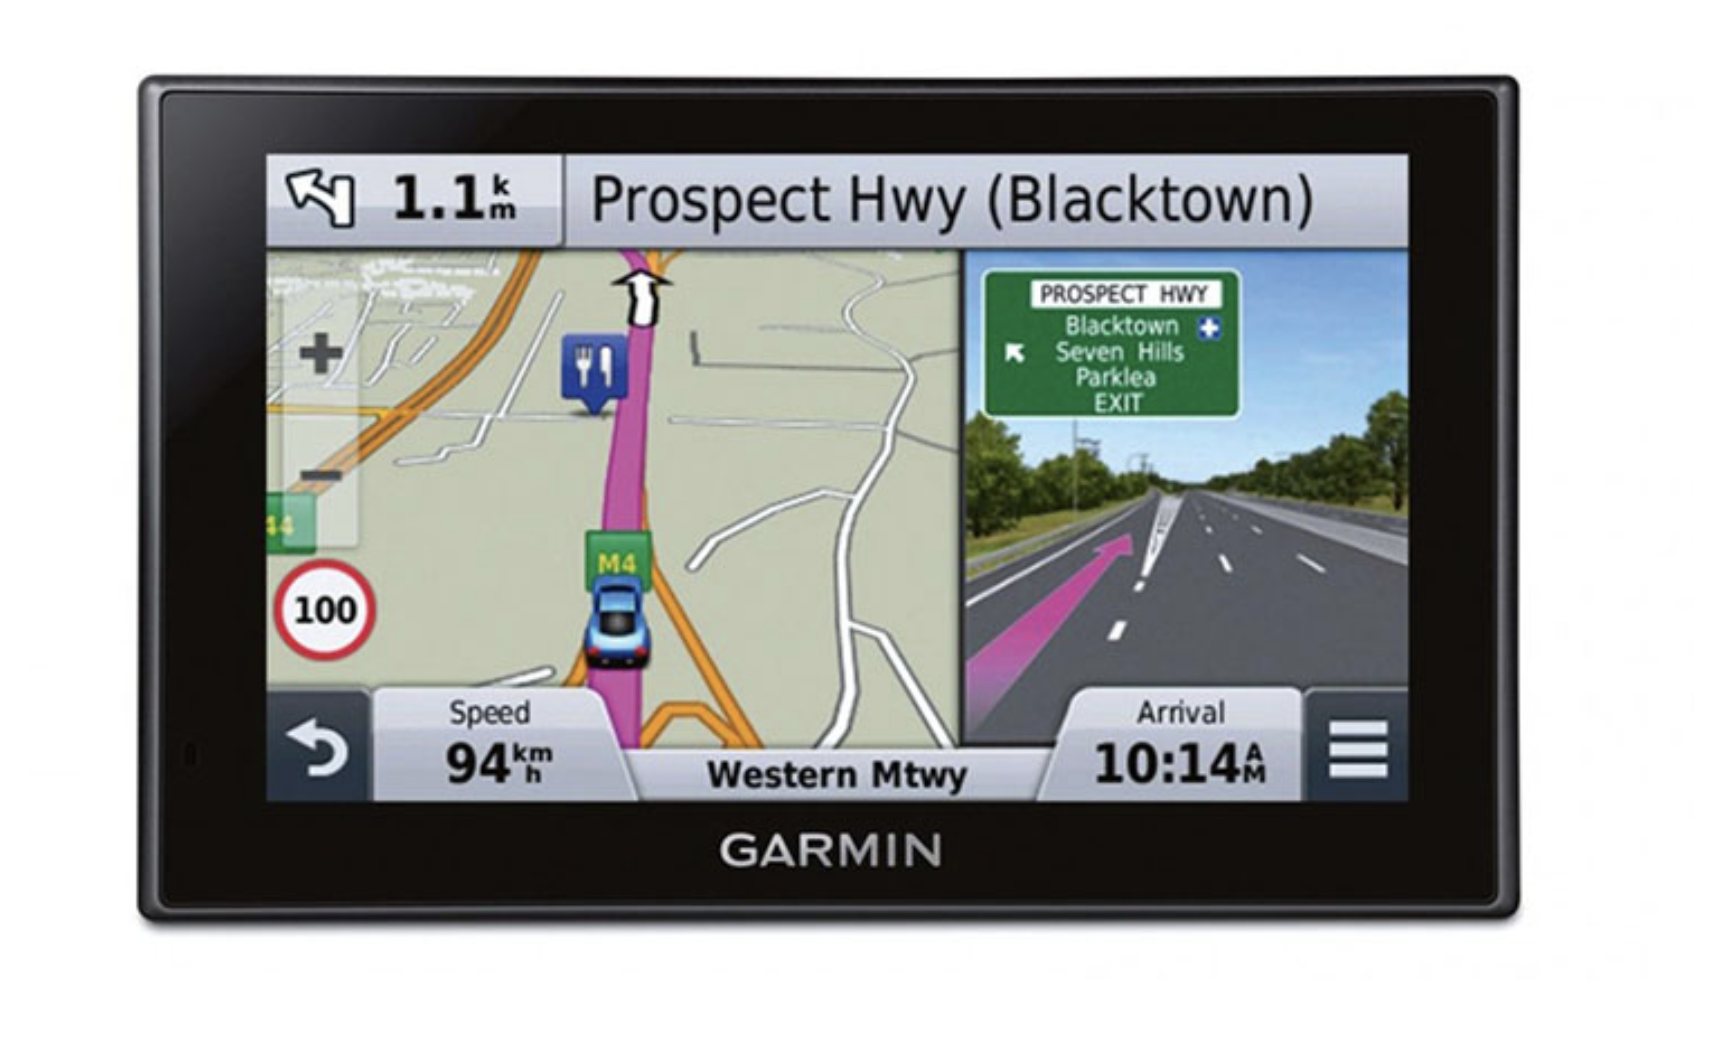 1.1 km
Prospect Hwy (Blacktown)
PROSPECT HWY
Blacktown
Seven Hills
Parklea
EXIT
M4
100
Speed
94 km/h
Western Mtwy
Arrival
10:14 AM
GARMIN